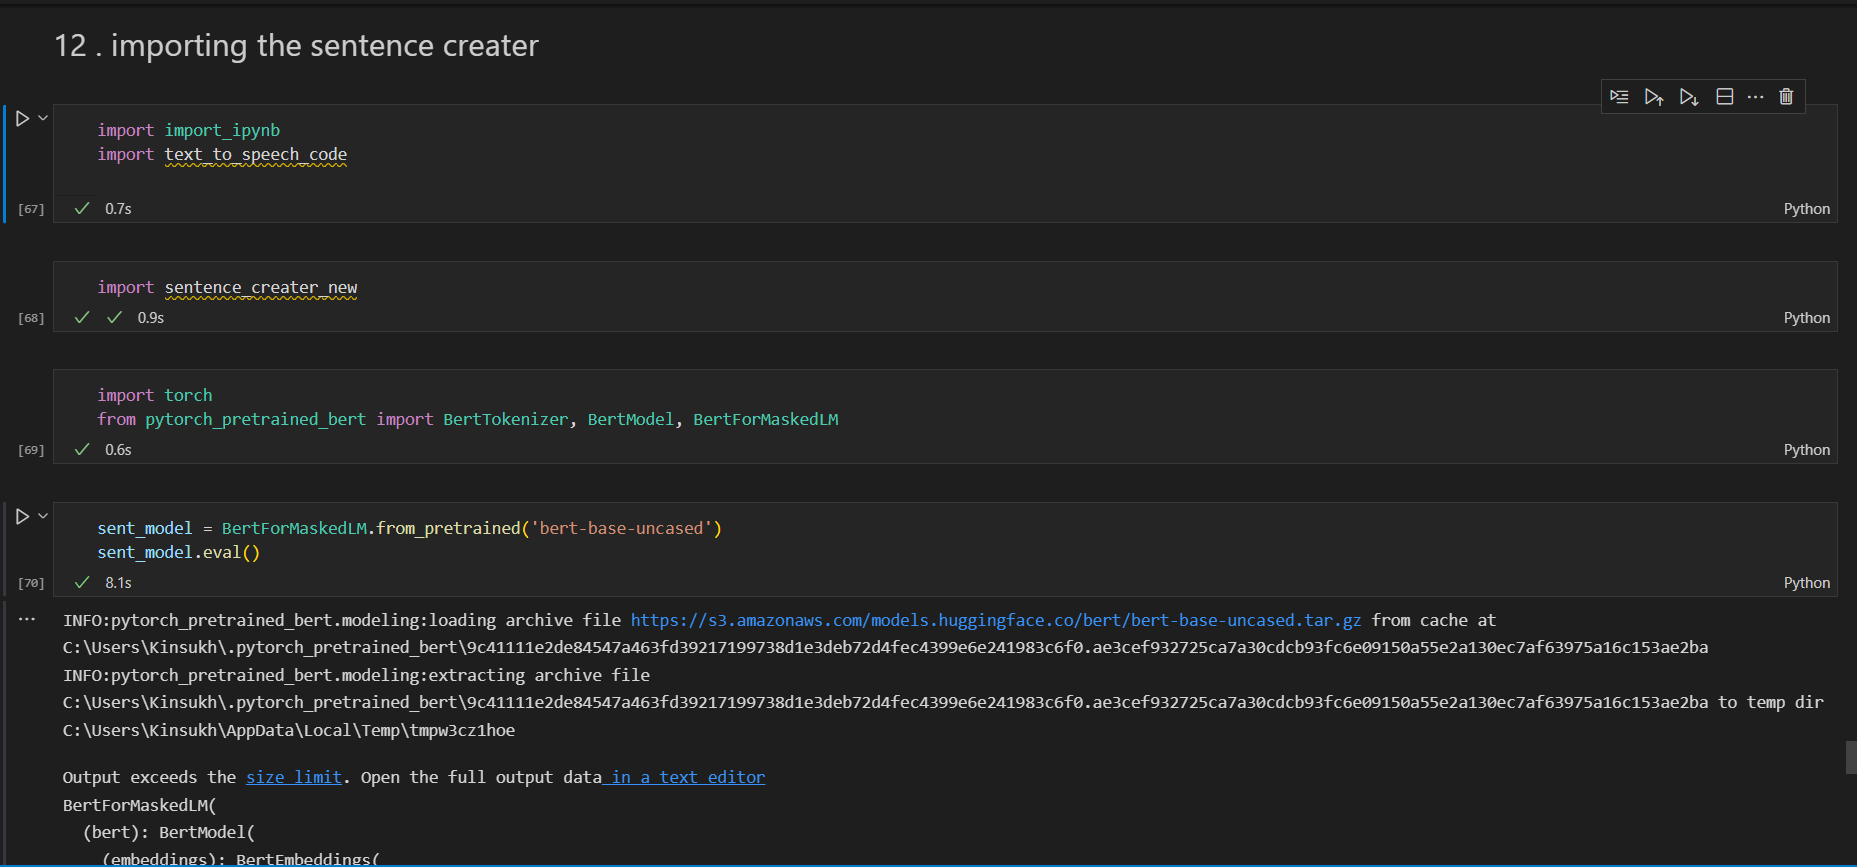 12 . importing the sentence creater
import import_ipynb
import text_to_speech_code
[67]
0.7s
Python
import sentence_creater_new
[68]
0.9s
Python
import torch
from pytorch_pretrained_bert import BertTokenizer, BertModel, BertForMaskedLM
[69]
0.6s
Python
sent_model = BertForMaskedLM.from_pretrained('bert-base-uncased')
sent_model.eval()
[70]
8.1s
Python
INFO:pytorch_pretrained_bert.modeling:loading archive file https://s3.amazonaws.com/models.huggingface.co/bert/bert-base-uncased.tar.gz from cache at
C:\Users\Kinsukh\.pytorch_pretrained_bert\9c41111e2de84547a463fd39217199738d1e3deb72d4fec4399e6e241983c6f0.ae3cef932725ca7a30cdcb93fc6e09150a55e2a130ec7af63975a16c153ae2ba
INFO:pytorch_pretrained_bert.modeling:extracting archive file
C:\Users\Kinsukh\.pytorch_pretrained_bert\9c41111e2de84547a463fd39217199738d1e3deb72d4fec4399e6e241983c6f0.ae3cef932725ca7a30cdcb93fc6e09150a55e2a130ec7af63975a16c153ae2ba to temp dir
C:\Users\Kinsukh\AppData\Local\Temp\tmpw3cz1hoe
Output exceeds the size limit. Open the full output data in a text editor
BertForMaskedLM(
(bert): BertModel(
(embeddings): BertEmbeddings(